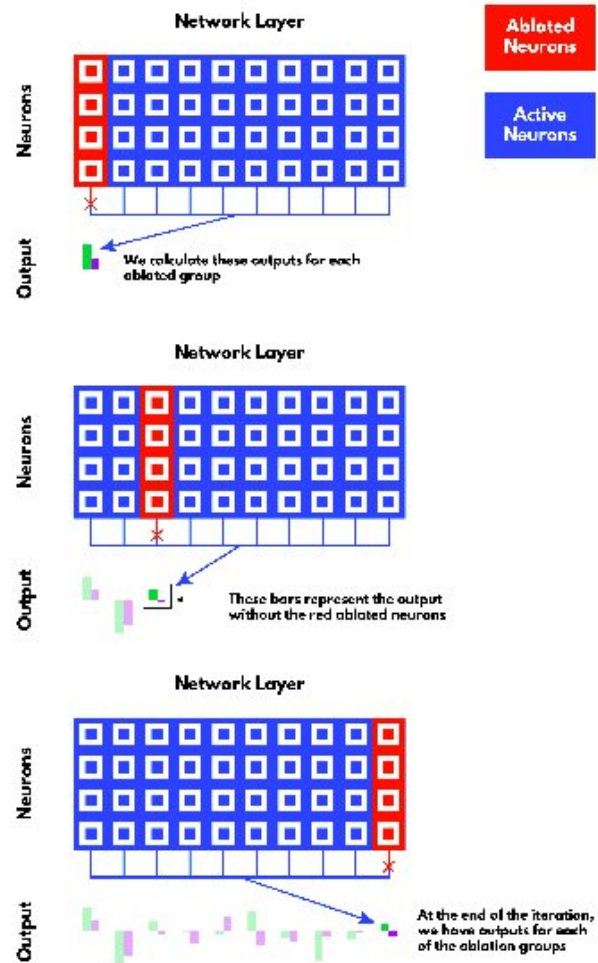 Network Layer
Ablated
Neurons
Active
Neurons
Neurons
Output
We calculate these outputs for each
ablated group
Network Layer
Neurons
Output
These bars represent the output
without the red ablated neurons
Network Layer
Neurons
Output
At the end of the iteration,
we have outputs for each
of the ablation groups